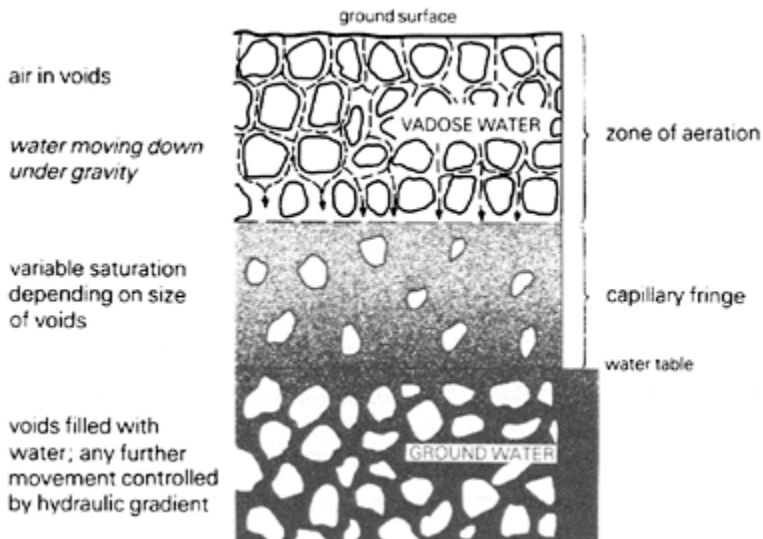 ground surface
air in voids
VADOSE WATER
zone of aeration
water moving down
under gravity
variable saturation
depending on size
of voids
capillary fringe
water table
voids filled with
water; any further
movement controlled
by hydraulic gradient
GROUND WATER